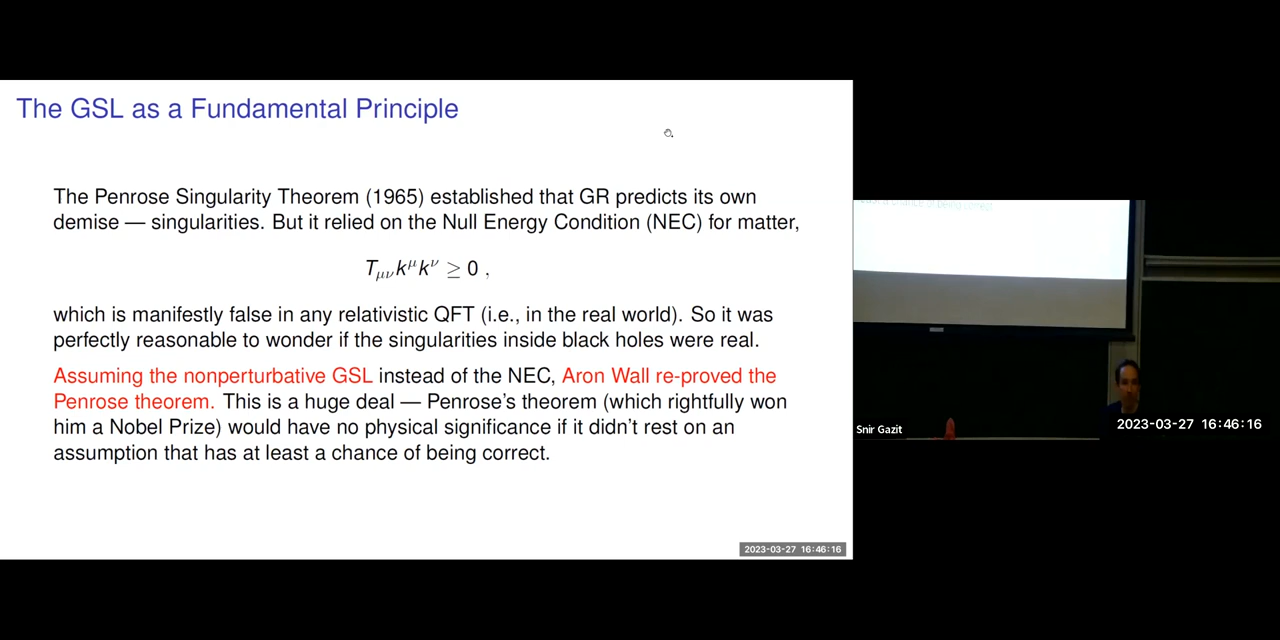 The GSL as a Fundamental Principle
The Penrose Singularity Theorem (1965) established that GR predicts its own
demise — singularities. But it relied on the Null Energy Condition (NEC) for matter,
T_{μν}k^μk^ν ≥ 0 ,
which is manifestly false in any relativistic QFT (i.e., in the real world). So it was
perfectly reasonable to wonder if the singularities inside black holes were real.
Assuming the nonperturbative GSL instead of the NEC, Aron Wall re-proved the
Penrose theorem. This is a huge deal — Penrose's theorem (which rightfully won
him a Nobel Prize) would have no physical significance if it didn't rest on an
assumption that has at least a chance of being correct.
2023-03-27 16:46:16
Snir Gazit
2023-03-27 16:46:16